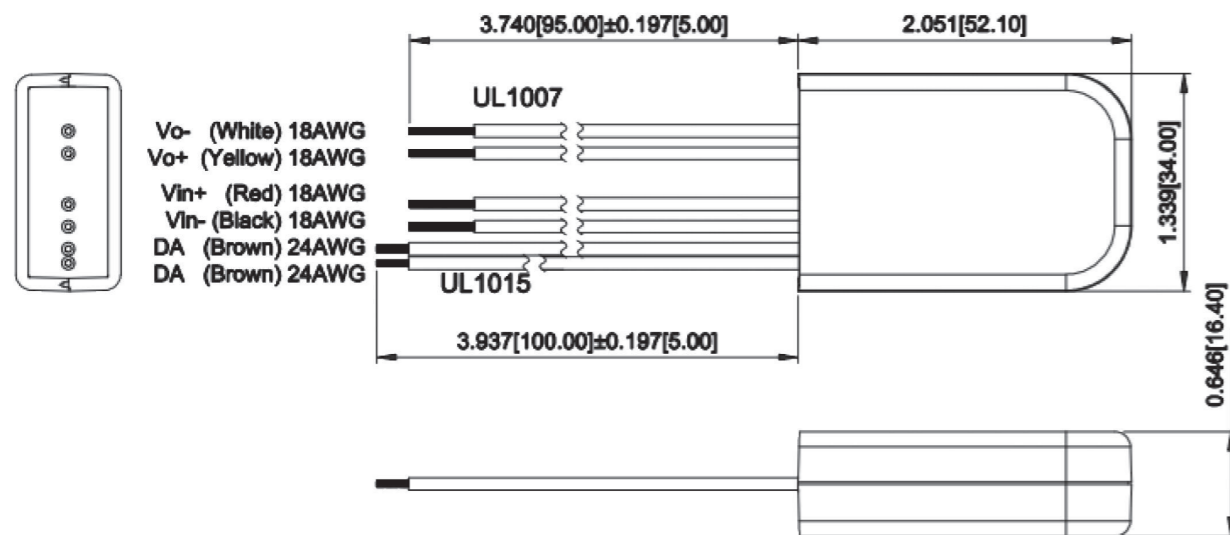 3.740[95.00]±0.197[5.00]
2.051[52.10]
UL1007
Vo- (White) 18AWG
Vo+ (Yellow) 18AWG
Vin+ (Red) 18AWG
Vin- (Black) 18AWG
DA (Brown) 24AWG
DA (Brown) 24AWG
UL1015
1.339[34.00]
3.937[100.00]±0.197[5.00]
0.646[16.40]